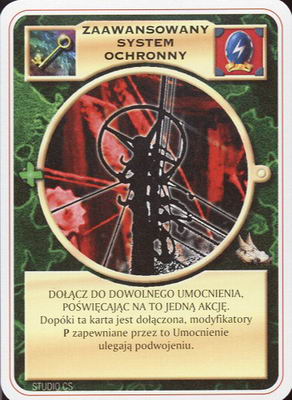 ZAAWANSOWANY
SYSTEM
OCHRONNY
DOŁĄCZ DO DOWOLNEGO UMOCNIENIA,
POŚWIĘCAJĄC NA TO JEDNĄ AKCJĘ.
Dopóki ta karta jest dołączona, modyfikatory
P zapewniane przez to Umocnienie
ulegają podwojeniu.
STUDIO CS